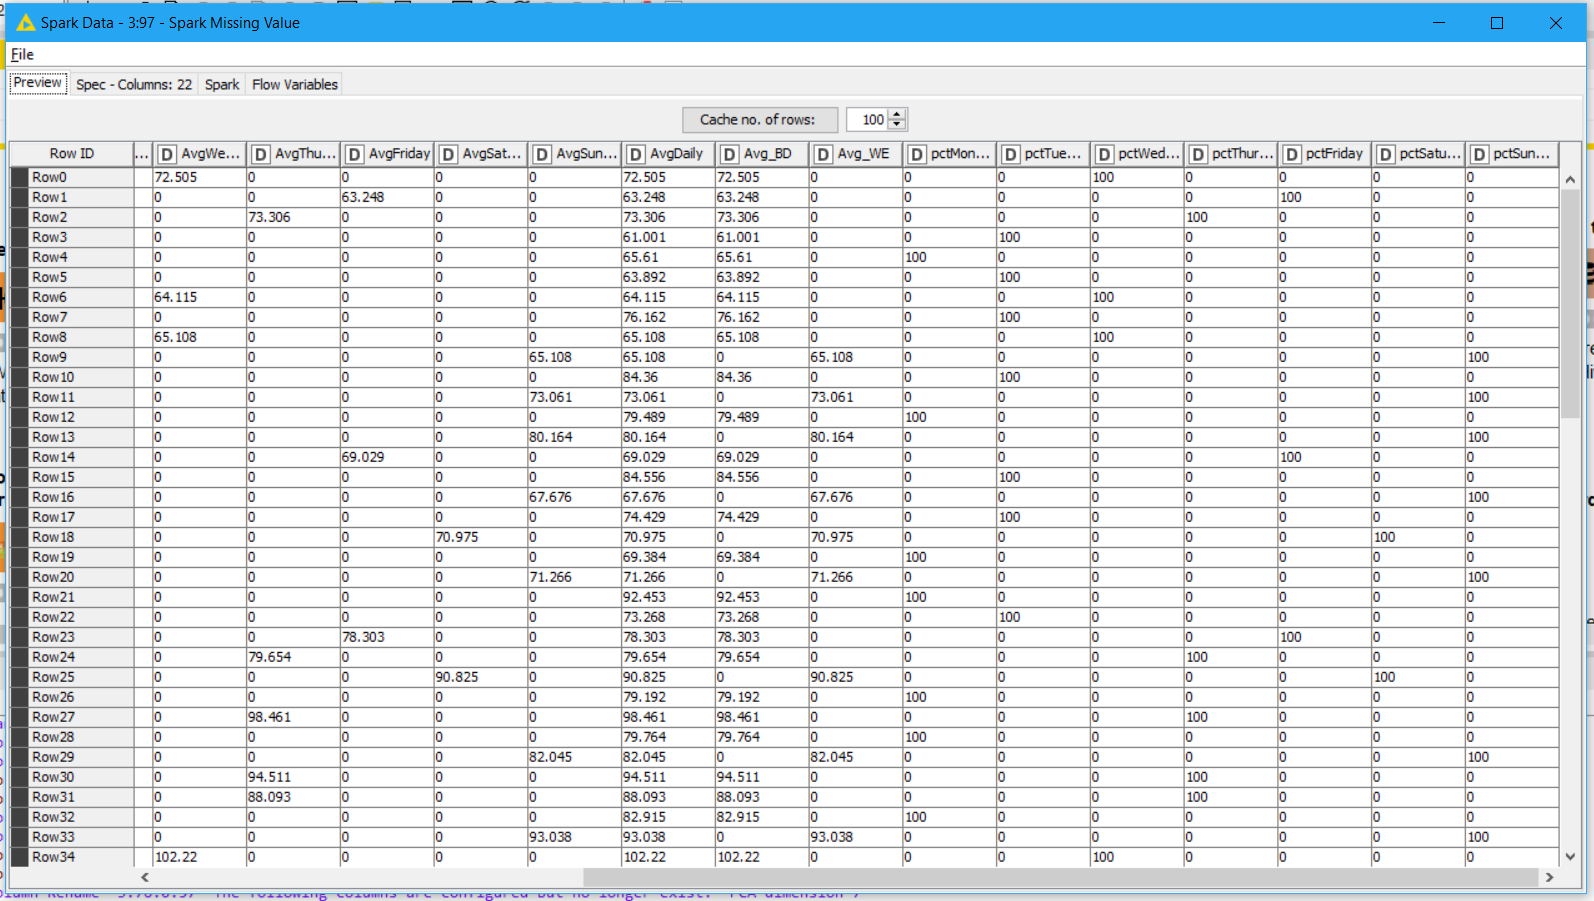 Spark Data - 3:97 - Spark Missing Value
File
Preview Spec - Columns: 22 Spark Flow Variables
Cache no. of rows: 100
Row ID ... D AvgWe... D AvgThu... D AvgFriday D AvgSat... D AvgSun... D AvgDaily D Avg_BD D Avg_WE D pctMon... D pctTue... D pctWed... D pctThur... D pctFriday D pctSatu... D pctSun...
Row0 72.505 0 0 0 0 72.505 72.505 0 0 0 100 0 0 0 0
Row1 0 0 63.248 0 0 63.248 63.248 0 0 0 0 0 100 0 0
Row2 0 73.306 0 0 0 73.306 73.306 0 0 0 0 100 0 0 0
Row3 0 0 0 0 0 61.001 61.001 0 0 100 0 0 0 0 0
Row4 0 0 0 0 0 65.61 65.61 0 100 0 0 0 0 0 0
Row5 0 0 0 0 0 63.892 63.892 0 0 100 0 0 0 0 0
Row6 64.115 0 0 0 0 64.115 64.115 0 0 0 100 0 0 0 0
Row7 0 0 0 0 0 76.162 76.162 0 0 100 0 0 0 0 0
Row8 65.108 0 0 0 0 65.108 65.108 0 0 0 100 0 0 0 0
Row9 0 0 0 0 65.108 65.108 0 65.108 0 0 0 0 0 0 100
Row10 0 0 0 0 0 84.36 84.36 0 0 100 0 0 0 0 0
Row11 0 0 0 0 73.061 73.061 0 73.061 0 0 0 0 0 0 100
Row12 0 0 0 0 0 79.489 79.489 0 100 0 0 0 0 0 0
Row13 0 0 0 0 80.164 80.164 0 80.164 0 0 0 0 0 0 100
Row14 0 0 69.029 0 0 69.029 69.029 0 0 0 0 0 100 0 0
Row15 0 0 0 0 0 84.556 84.556 0 0 100 0 0 0 0 0
Row16 0 0 0 0 67.676 67.676 0 67.676 0 0 0 0 0 0 100
Row17 0 0 0 0 0 74.429 74.429 0 0 100 0 0 0 0 0
Row18 0 0 0 70.975 0 70.975 0 70.975 0 0 0 0 0 100 0
Row19 0 0 0 0 0 69.384 69.384 0 100 0 0 0 0 0 0
Row20 0 0 0 0 71.266 71.266 0 71.266 0 0 0 0 0 0 100
Row21 0 0 0 0 0 92.453 92.453 0 100 0 0 0 0 0 0
Row22 0 0 0 0 0 73.268 73.268 0 0 100 0 0 0 0 0
Row23 0 0 78.303 0 0 78.303 78.303 0 0 0 0 0 100 0 0
Row24 0 79.654 0 0 0 79.654 79.654 0 0 0 0 100 0 0 0
Row25 0 0 0 90.825 0 90.825 0 90.825 0 0 0 0 0 100 0
Row26 0 0 0 0 0 79.192 79.192 0 100 0 0 0 0 0 0
Row27 0 98.461 0 0 0 98.461 98.461 0 0 0 0 100 0 0 0
Row28 0 0 0 0 0 79.764 79.764 0 100 0 0 0 0 0 0
Row29 0 0 0 0 82.045 82.045 0 82.045 0 0 0 0 0 0 100
Row30 0 94.511 0 0 0 94.511 94.511 0 0 0 0 100 0 0 0
Row31 0 88.093 0 0 0 88.093 88.093 0 0 0 0 100 0 0 0
Row32 0 0 0 0 0 82.915 82.915 0 100 0 0 0 0 0 0
Row33 0 0 0 0 93.038 93.038 0 93.038 0 0 0 0 0 0 100
Row34 102.22 0 0 0 0 102.22 102.22 0 0 0 100 0 0 0 0